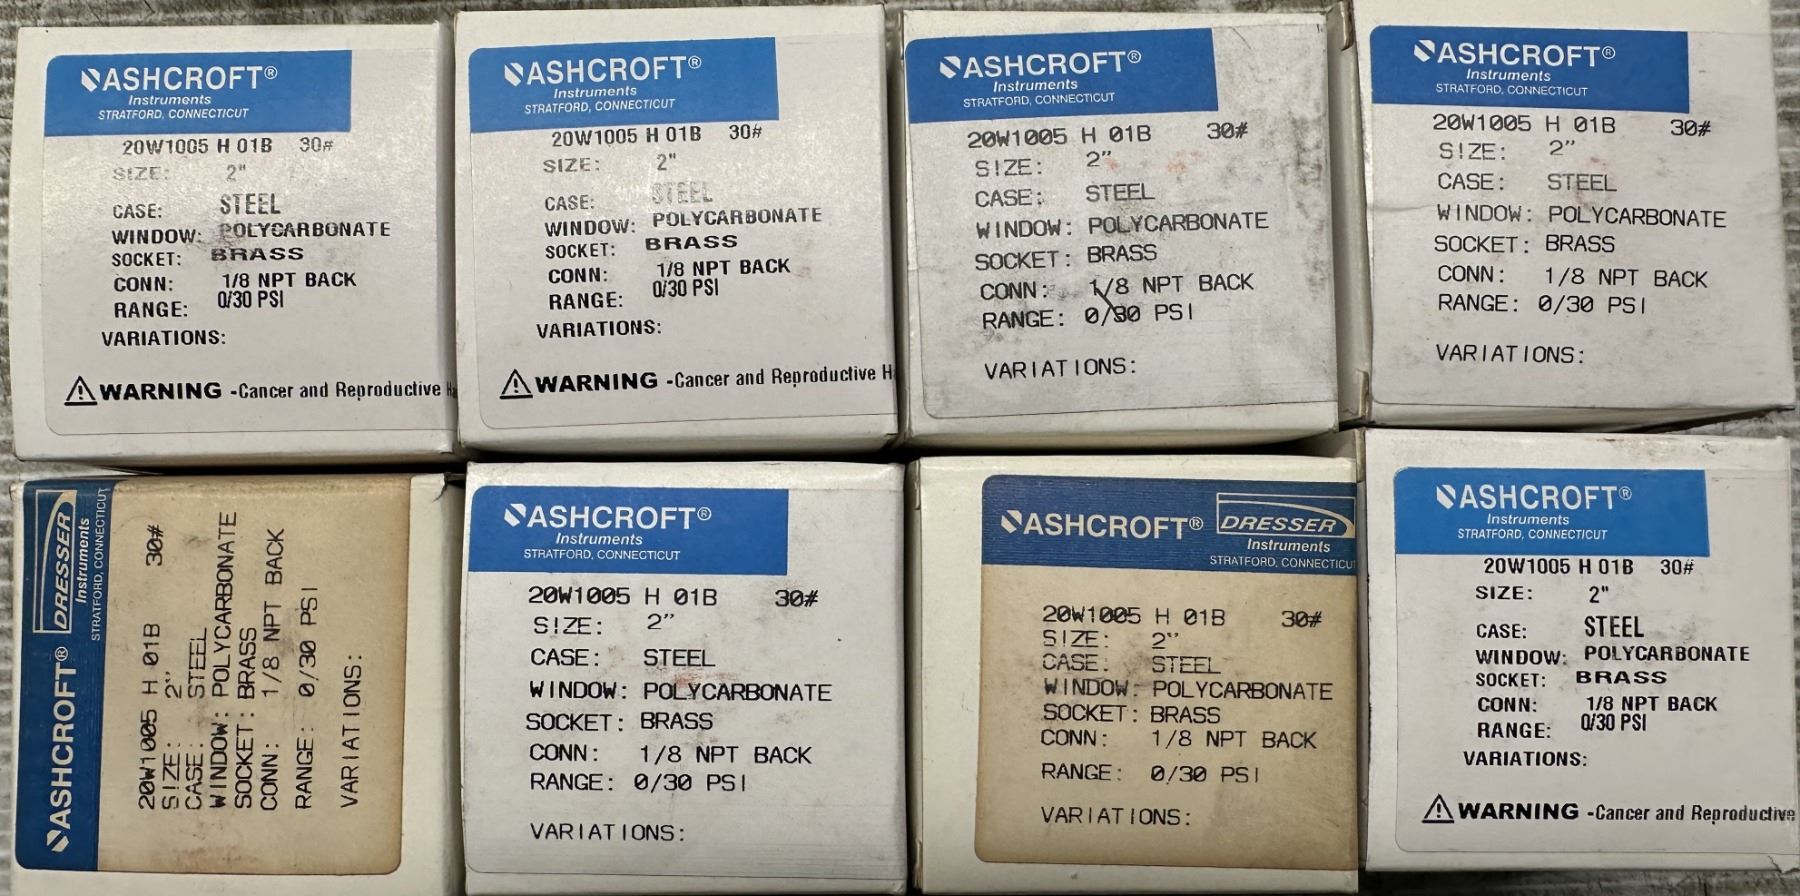 ASHCROFT®
Instruments
STRATFORD, CONNECTICUT
20W1005 H 01B 30#
SIZE: 2"
CASE: STEEL
WINDOW: POLYCARBONATE
SOCKET: BRASS
CONN: 1/8 NPT BACK
RANGE: 0/30 PSI
VARIATIONS:
⚠WARNING -Cancer and Reproductive
ASHCROFT®
Instruments
STRATFORD, CONNECTICUT
20W1005 H 01B 30#
SIZE: 2"
CASE: STEEL
WINDOW: POLYCARBONATE
SOCKET: BRASS
CONN: 1/8 NPT BACK
RANGE: 0/30 PSI
VARIATIONS:
⚠WARNING -Cancer and Reproductive
ASHCROFT®
Instruments
STRATFORD, CONNECTICUT
20W1005 H 01B 30#
SIZE: 2"
CASE: STEEL
WINDOW: POLYCARBONATE
SOCKET: BRASS
CONN: 1/8 NPT BACK
RANGE: 0/30 PSI
VARIATIONS:
ASHCROFT®
Instruments
STRATFORD, CONNECTICUT
20W1005 H 01B 30#
SIZE: 2"
CASE: STEEL
WINDOW: POLYCARBONATE
SOCKET: BRASS
CONN: 1/8 NPT BACK
RANGE: 0/30 PSI
VARIATIONS:
ASHCROFT® DRESSER
Instruments
STRATFORD, CONNECTICUT
20W1005 H 01B 30#
SIZE: 2"
CASE: STEEL
WINDOW: POLYCARBONATE
SOCKET: BRASS
CONN: 1/8 NPT BACK
RANGE: 0/30 PSI
VARIATIONS:
ASHCROFT®
Instruments
STRATFORD, CONNECTICUT
20W1005 H 01B 30#
SIZE: 2"
CASE: STEEL
WINDOW: POLYCARBONATE
SOCKET: BRASS
CONN: 1/8 NPT BACK
RANGE: 0/30 PSI
VARIATIONS:
ASHCROFT® DRESSER
Instruments
STRATFORD, CONNECTICU
20W1005 H 01B 30#
SIZE: 2"
CASE: STEEL
WINDOW: POLYCARBONATE
SOCKET: BRASS
CONN: 1/8 NPT BACK
RANGE: 0/30 PSI
VARIATIONS:
ASHCROFT®
Instruments
STRATFORD, CONNECTICUT
20W1005 H 01B 30#
SIZE: 2"
CASE: STEEL
WINDOW: POLYCARBONATE
SOCKET: BRASS
CONN: 1/8 NPT BACK
RANGE: 0/30 PSI
VARIATIONS:
⚠WARNING -Cancer and Reproductive